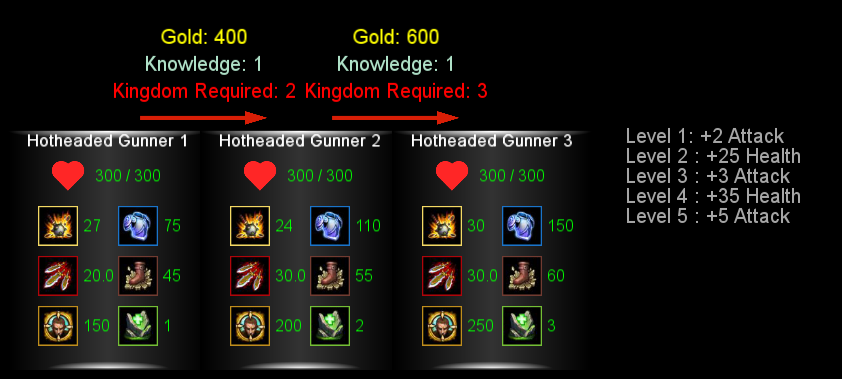 Gold: 400 Gold: 600
Knowledge: 1 Knowledge: 1
Kingdom Required: 2 Kingdom Required: 3
Hotheaded Gunner 1 Hotheaded Gunner 2 Hotheaded Gunner 3
300 / 300 300 / 300 300 / 300
27 75 24 110 30 150
20.0 45 30.0 55 30.0 60
150 1 200 2 250 3
Level 1: +2 Attack
Level 2 : +25 Health
Level 3 : +3 Attack
Level 4 : +35 Health
Level 5 : +5 Attack